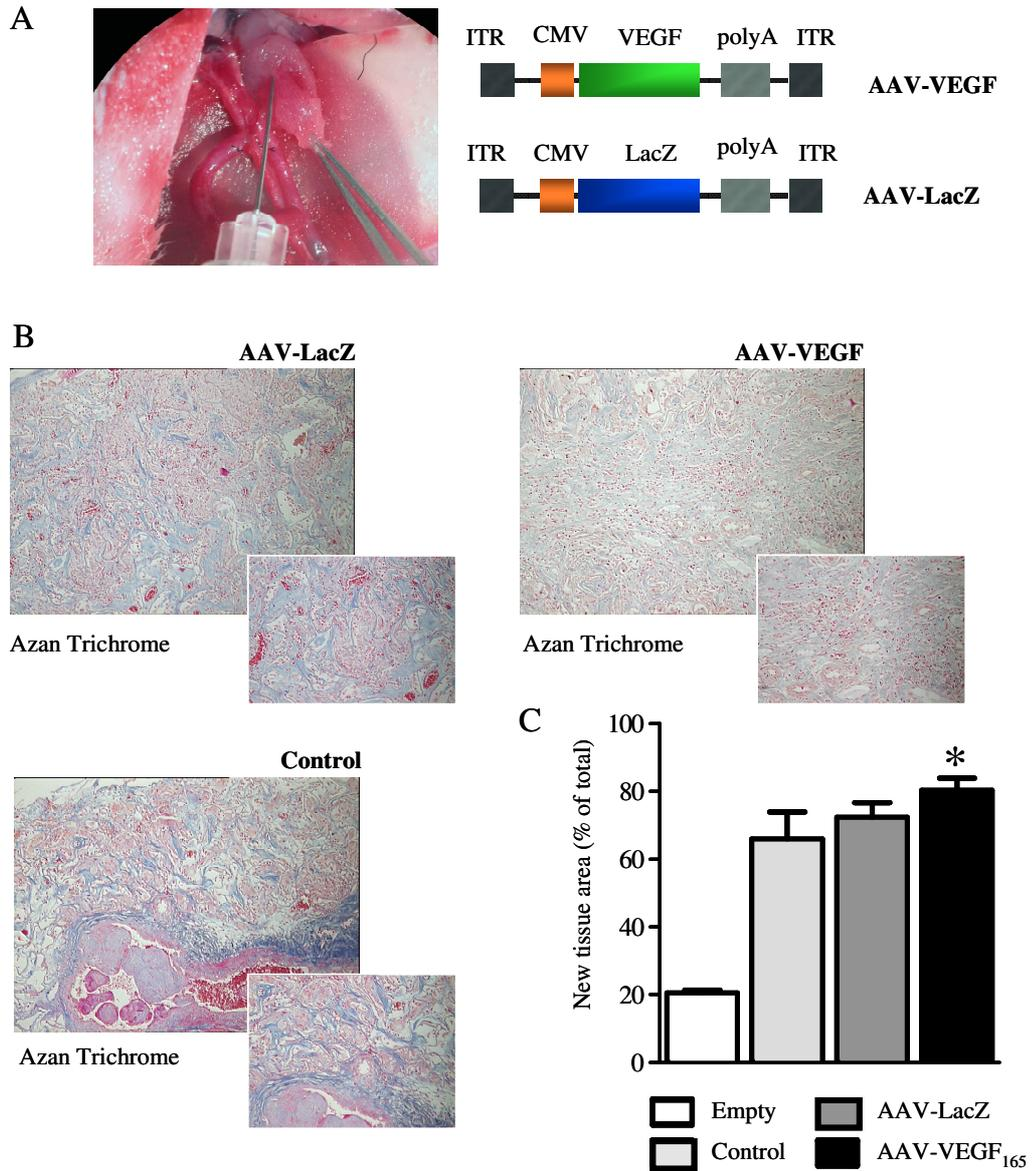 A
ITR CMV VEGF polyA ITR
AAV-VEGF
ITR CMV LacZ polyA ITR
AAV-LacZ
B
AAV-LacZ
Azan Trichrome
AAV-VEGF
Azan Trichrome
Control
Azan Trichrome
C
New tissue area (% of total)
100
80
60
40
20
0
*
Empty
Control
AAV-LacZ
AAV-VEGF165